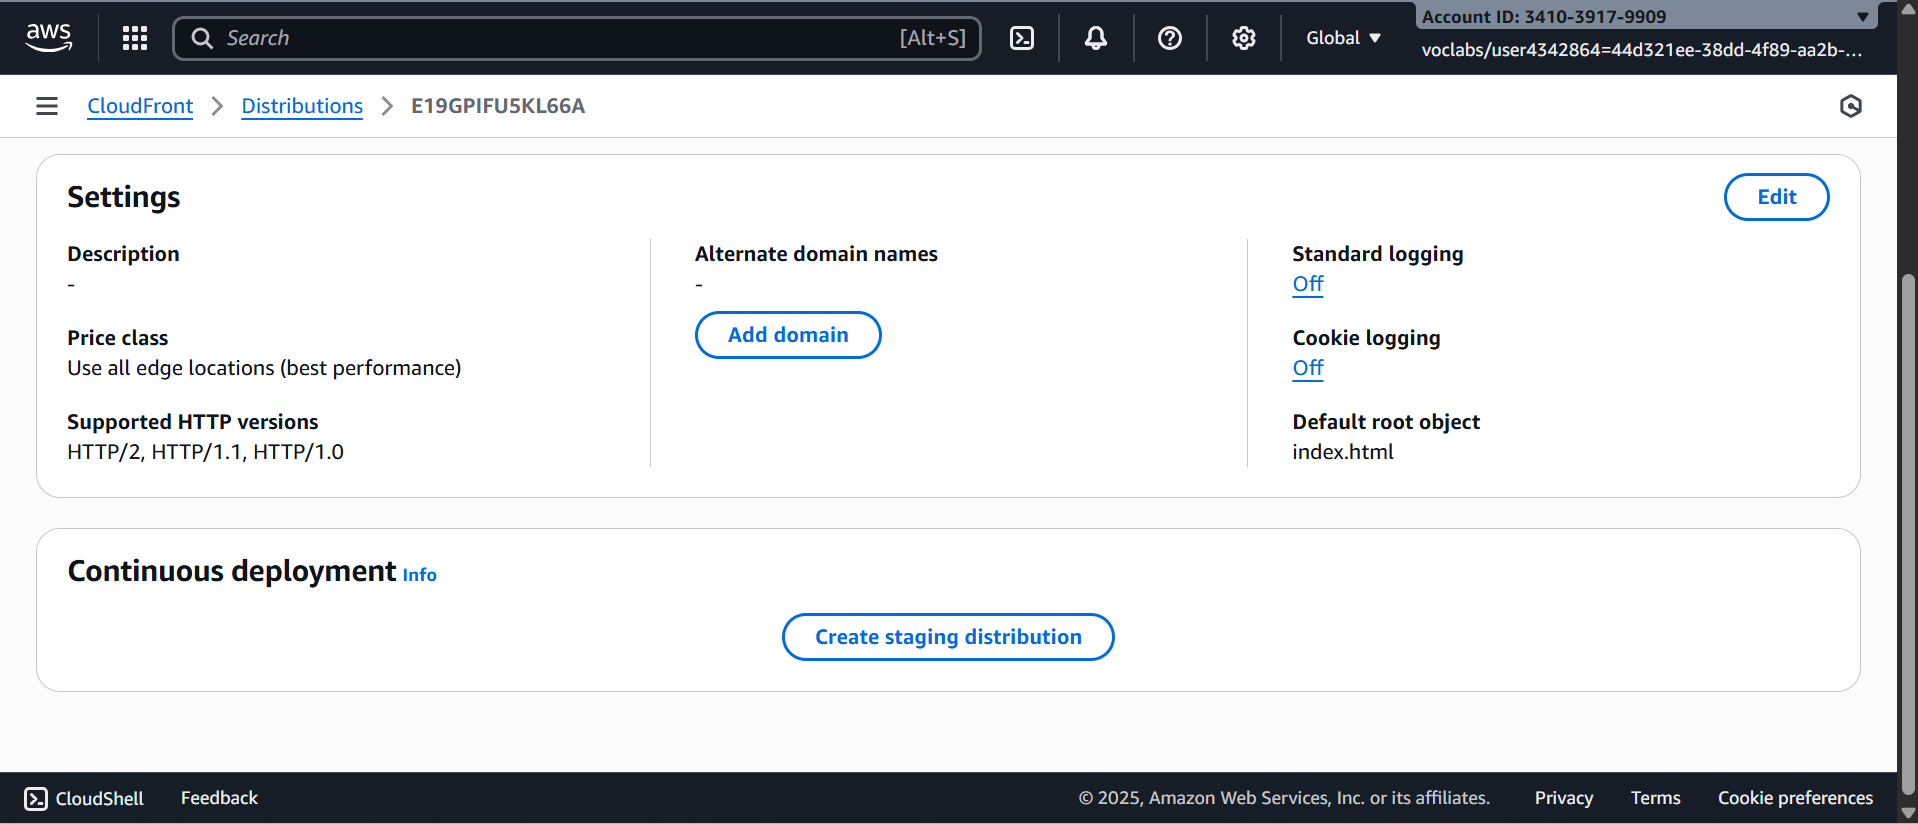 aws
Search [Alt+S]
Global
Account ID: 3410-3917-9909
voclabs/user4342864=44d321ee-38dd-4f89-aa2b-...
CloudFront > Distributions > E19GPIFU5KL66A
Settings
Edit
Description
-
Price class
Use all edge locations (best performance)
Supported HTTP versions
HTTP/2, HTTP/1.1, HTTP/1.0
Alternate domain names
-
Add domain
Standard logging
Off
Cookie logging
Off
Default root object
index.html
Continuous deployment Info
Create staging distribution
CloudShell Feedback © 2025, Amazon Web Services, Inc. or its affiliates. Privacy Terms Cookie preferences